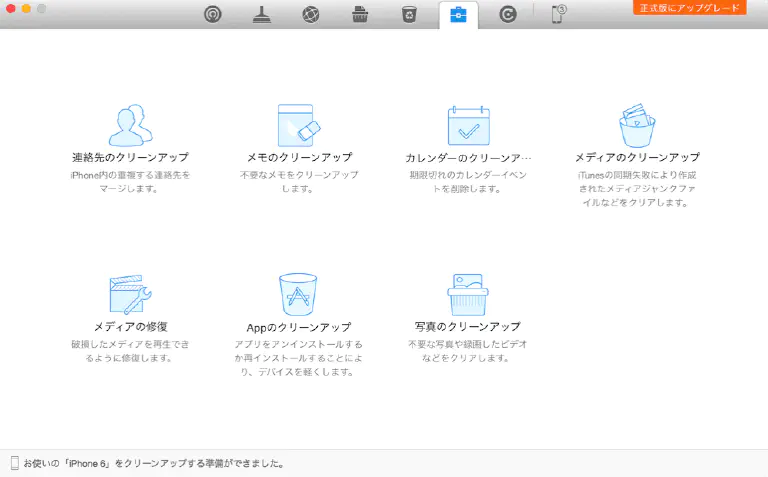 正式版にアップグレード
連絡先のクリーンアップ
iPhone内の重複する連絡先を
マージします。
メモのクリーンアップ
不要なメモをクリーンアップ
します。
カレンダーのクリーンア…
期限切れのカレンダーイベン
トを削除します。
メディアのクリーンアップ
iTunesの同期失敗により作成
されたメディアジャンクファ
イルなどをクリアします。
メディアの修復
破損したメディアを再生でき
るように修復します。
Appのクリーンアップ
アプリをアンインストールする
か再インストールすることによ
り、デバイスを軽くします。
写真のクリーンアップ
不要な写真や録画したビデオ
などをクリアします。
お使いの「iPhone 6」をクリーンアップする準備ができました。